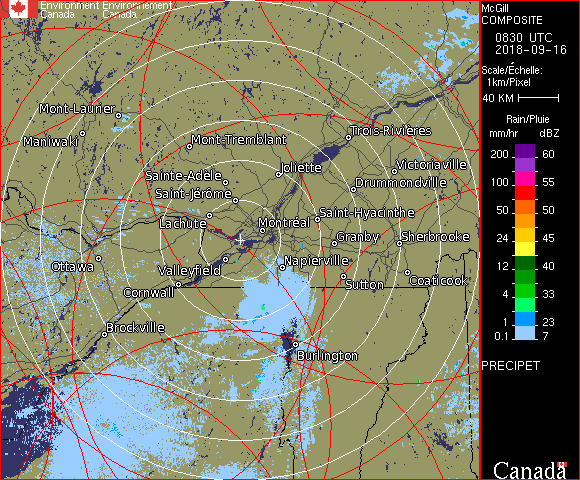 Environment Environnement
Canada Canada
McGill
COMPOSITE
0830 UTC
2018-09-16
Scale/Échelle:
1km/Pixel
40 KM
Rain/Pluie
mm/hr dBZ
200 60
100 55
50 50
24 45
12 40
4 33
1 23
0.1 7
PRECIPET
Canada
Mont-Laurier
Maniwaki
Mont-Tremblant
Trois-Rivières
Joliette
Victoriaville
Sainte-Adèle
Drummondville
Saint-Jérôme
Saint-Hyacinthe
Lachute
Montréal
Granby
Sherbrooke
Ottawa
Valleyfield
Napierville
Cornwall
Sutton
Coaticook
Brockville
Burlington